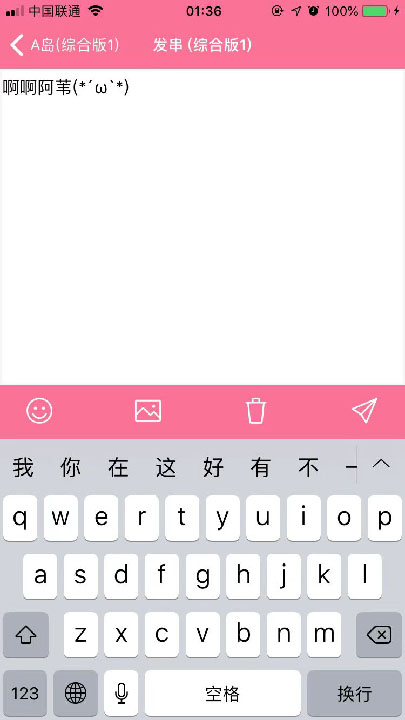 中国联通
01:36
100%
A岛(综合版1)
发串 (综合版1)
啊啊阿苇(*´ω`*)
我 你 在 这 好 有 不 一
q w e r t y u i o p
a s d f g h j k l
z x c v b n m
123 空格 换行